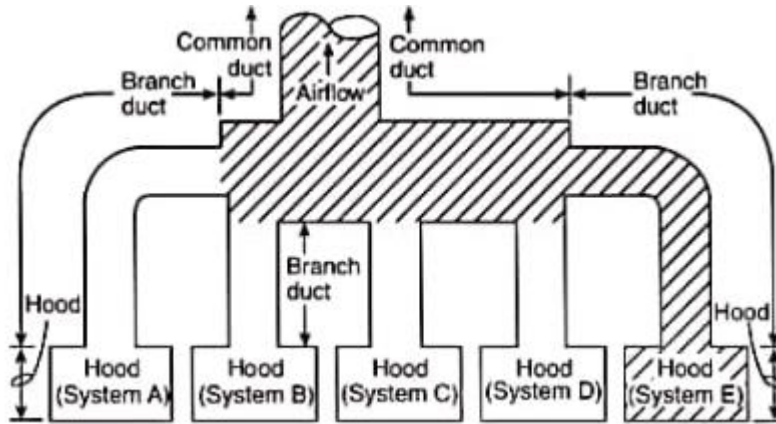 Common
duct
Common
duct
Branch
duct
Airflow
Branch
duct
Branch
duct
Hood
Hood
Hood
(System A)
Hood
(System B)
Hood
(System C)
Hood
(System D)
Hood
(System E)